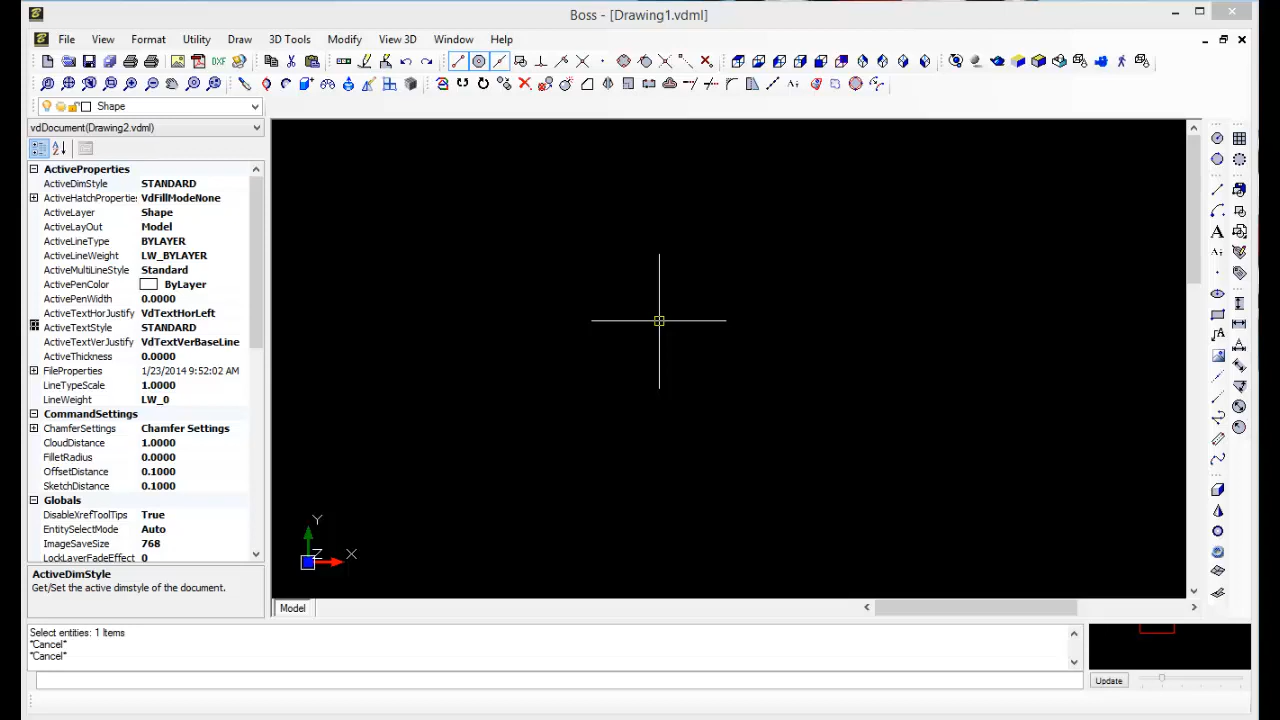 Boss - [Drawing1.vdml]
File View Format Utility Draw 3D Tools Modify View 3D Window Help
DXF
Shape
vdDocument(Drawing2.vdml)
ActiveProperties
ActiveDimStyle STANDARD
ActiveHatchProperties VdFillModeNone
ActiveLayer Shape
ActiveLayOut Model
ActiveLineType BYLAYER
ActiveLineWeight LW_BYLAYER
ActiveMultiLineStyle Standard
ActivePenColor ByLayer
ActivePenWidth 0.0000
ActiveTextHorJustify VdTextHorLeft
ActiveTextStyle STANDARD
ActiveTextVerJustify VdTextVerBaseLine
ActiveThickness 0.0000
FileProperties 1/23/2014 9:52:02 AM
LineTypeScale 1.0000
LineWeight LW_0
CommandSettings
ChamferSettings Chamfer Settings
CloudDistance 1.0000
FilletRadius 0.0000
OffsetDistance 0.1000
SketchDistance 0.1000
Globals
DisableXrefToolTips True
EntitySelectMode Auto
ImageSaveSize 768
LockLayerFadeEffect 0
ActiveDimStyle
Get/Set the active dimstyle of the document.
Y
Z X
Model
Select entities: 1 Items
*Cancel*
*Cancel*
Update